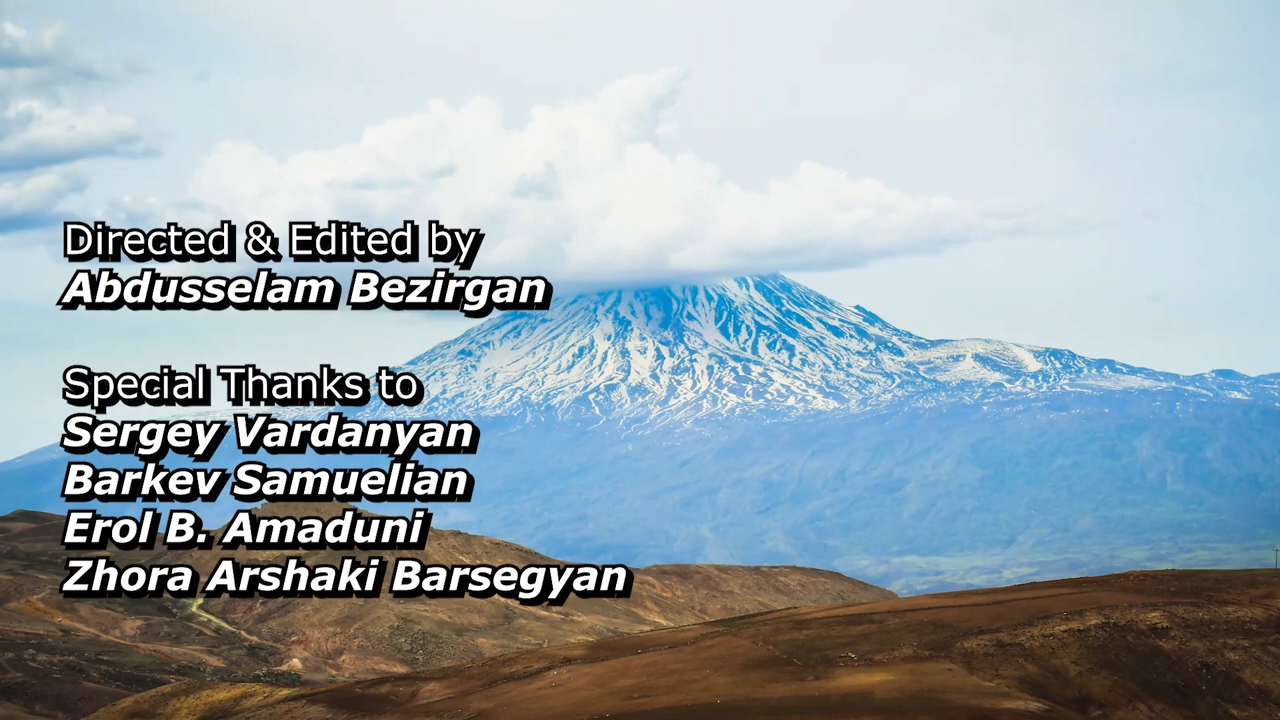 Directed & Edited by
Abdusselam Bezirgan
Special Thanks to
Sergey Vardanyan
Barkev Samuelian
Erol B. Amaduni
Zhora Arshaki Barsegyan